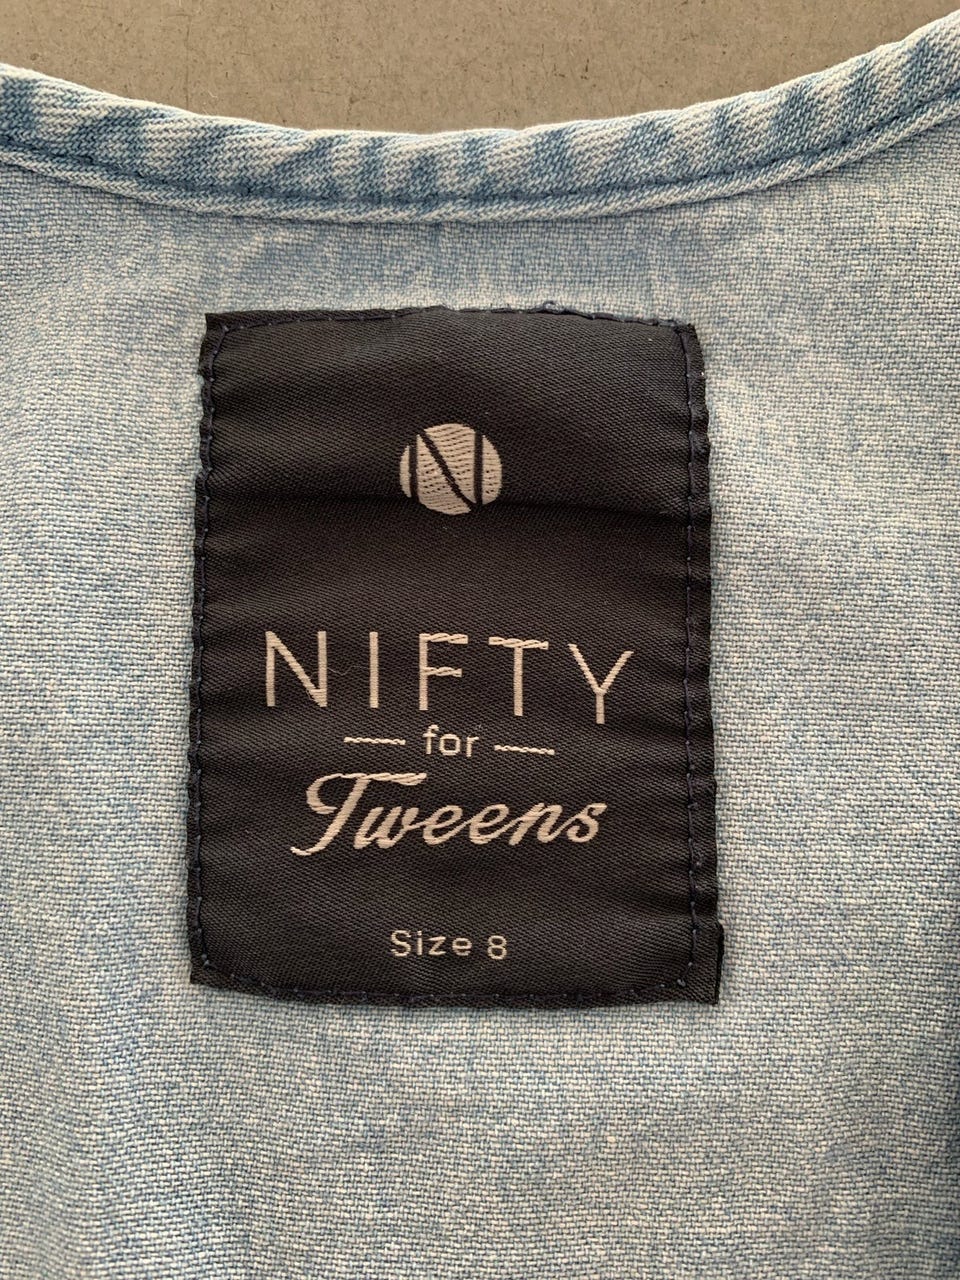 N
NIFTY
for
Tweens
Size 8